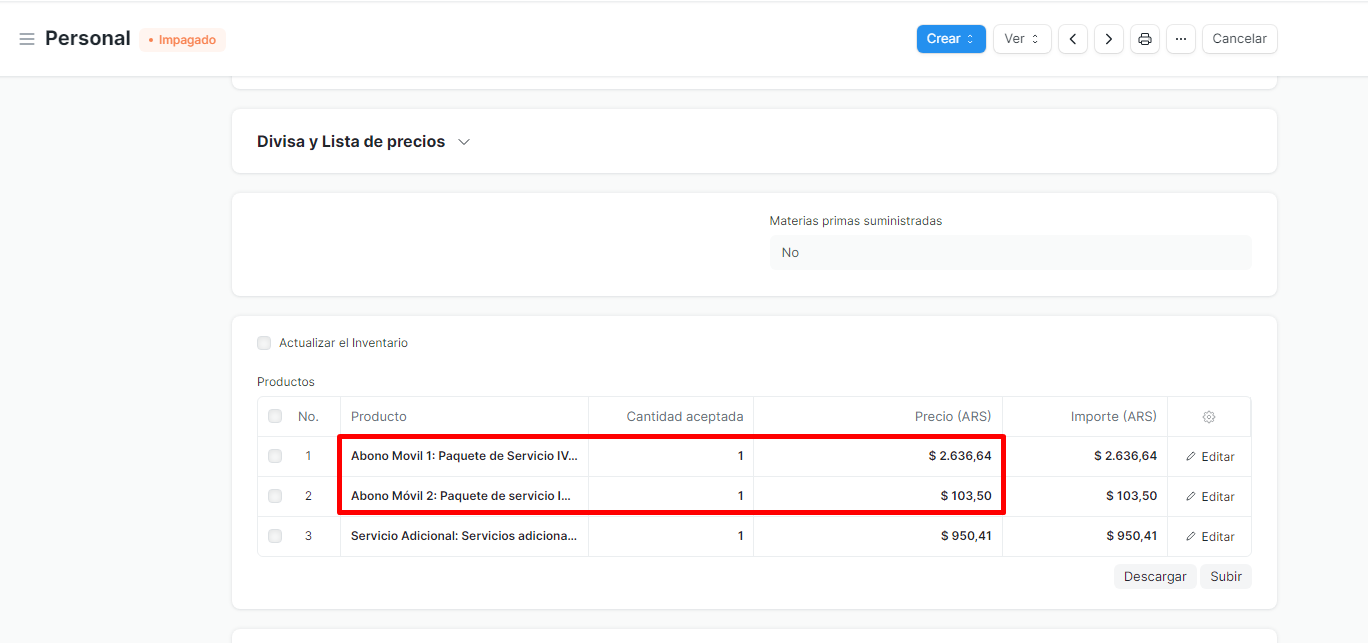 Personal • Impagado Crear Ver ... Cancelar
Divisa y Lista de precios
Materias primas suministradas
No
Actualizar el Inventario
Productos
No. Producto Cantidad aceptada Precio (ARS) Importe (ARS)
1 Abono Movil 1: Paquete de Servicio IV... 1 $ 2.636,64 $ 2.636,64 Editar
2 Abono Móvil 2: Paquete de servicio I... 1 $ 103,50 $ 103,50 Editar
3 Servicio Adicional: Servicios adiciona... 1 $ 950,41 $ 950,41 Editar
Descargar Subir